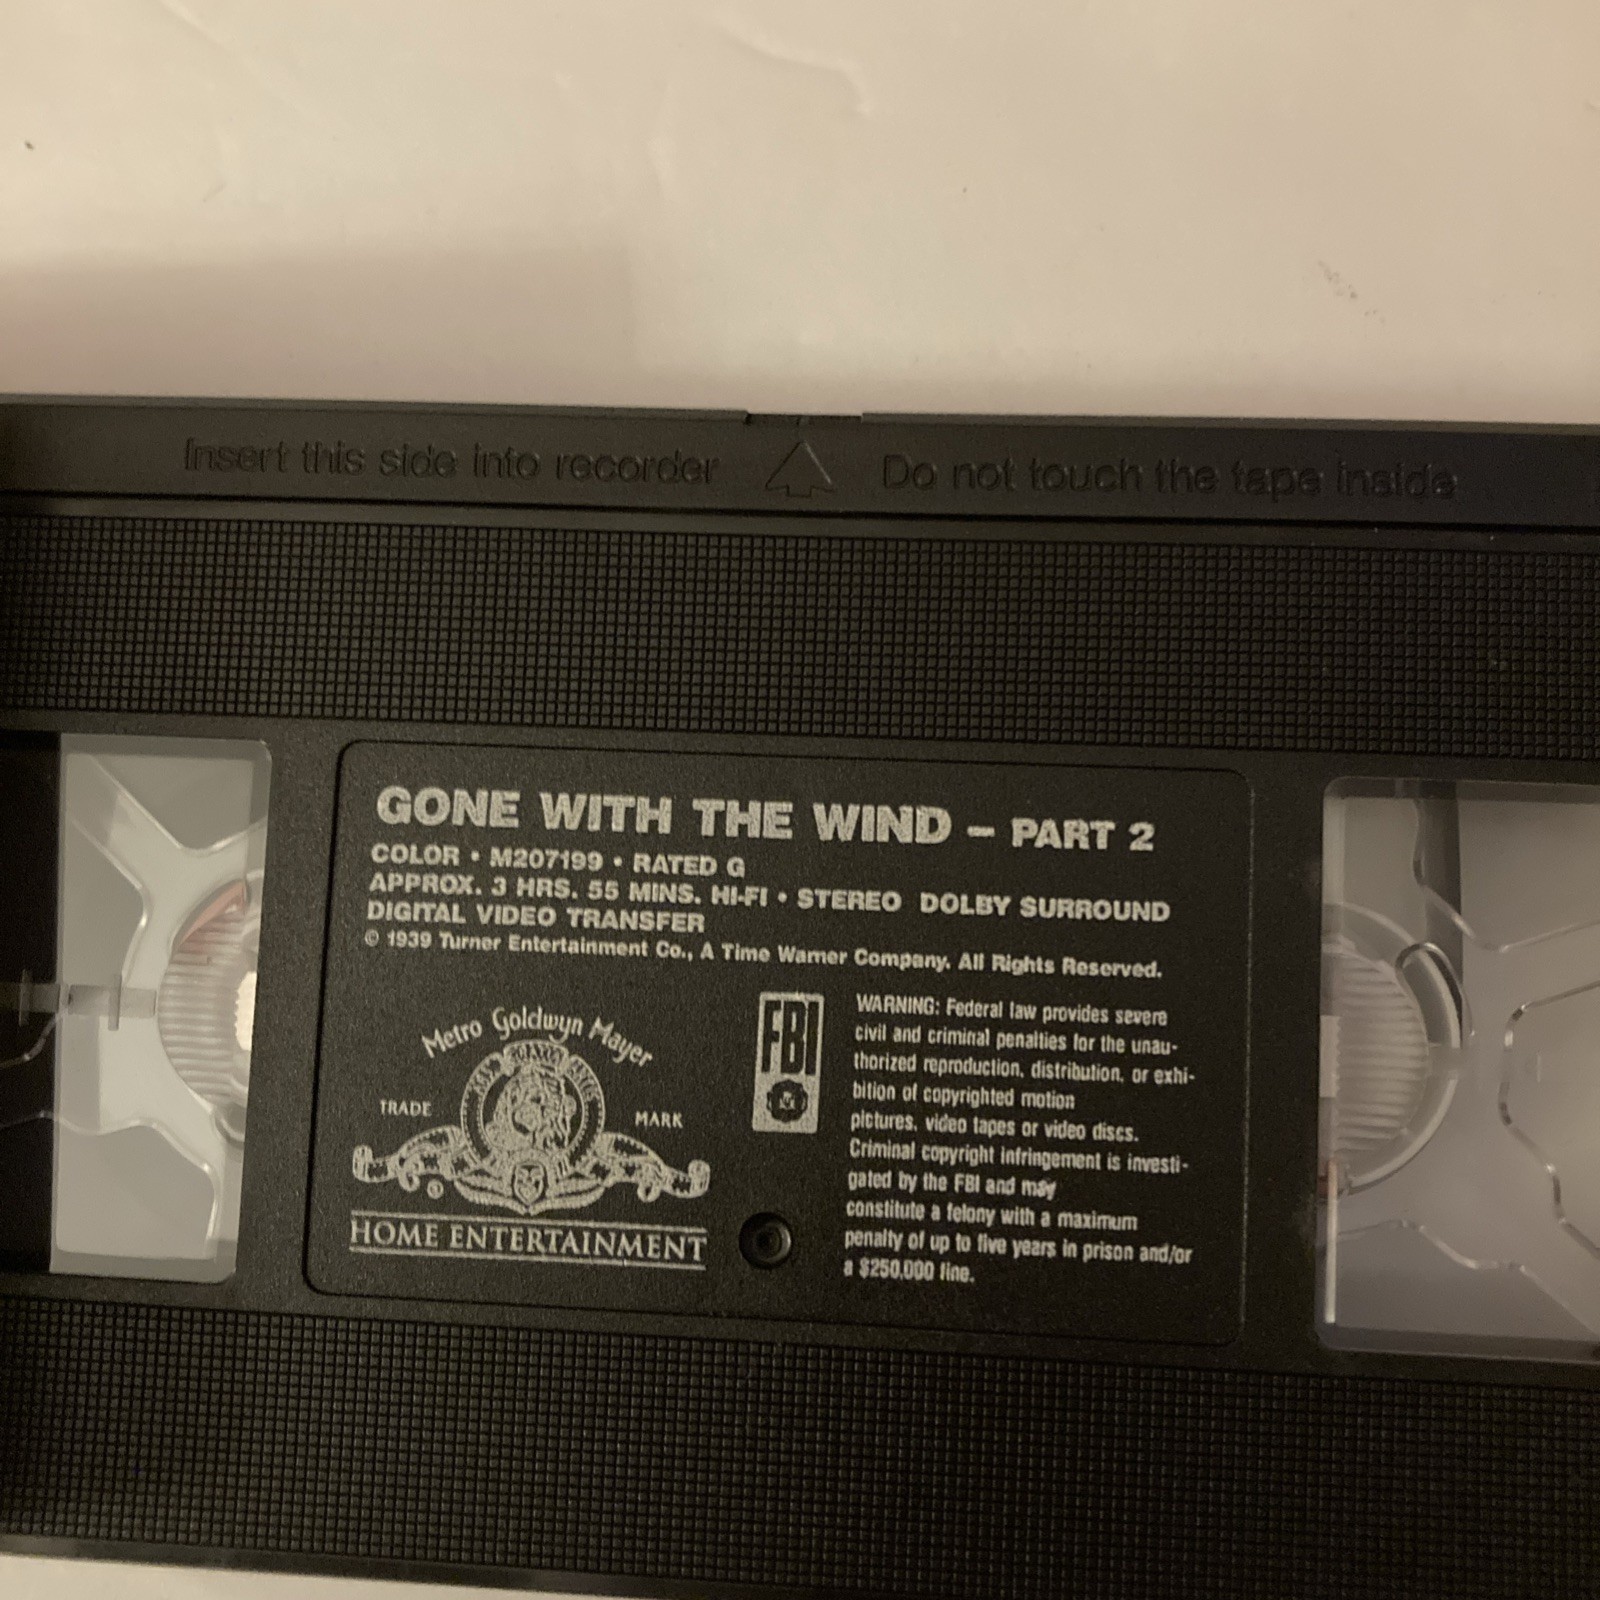 Insert this side into recorder Do not touch the tape inside
GONE WITH THE WIND – PART 2
COLOR • M207199 • RATED G
APPROX. 3 HRS. 55 MINS. HI-FI • STEREO DOLBY SURROUND
DIGITAL VIDEO TRANSFER
© 1939 Turner Entertainment Co., A Time Warner Company. All Rights Reserved.
Metro Goldwyn Mayer
TRADE MARK
®
HOME ENTERTAINMENT
FBI
WARNING: Federal law provides severe
civil and criminal penalties for the unau-
thorized reproduction, distribution, or exhi-
bition of copyrighted motion
pictures, video tapes or video discs.
Criminal copyright infringement is investi-
gated by the FBI and may
constitute a felony with a maximum
penalty of up to five years in prison and/or
a $250,000 fine.